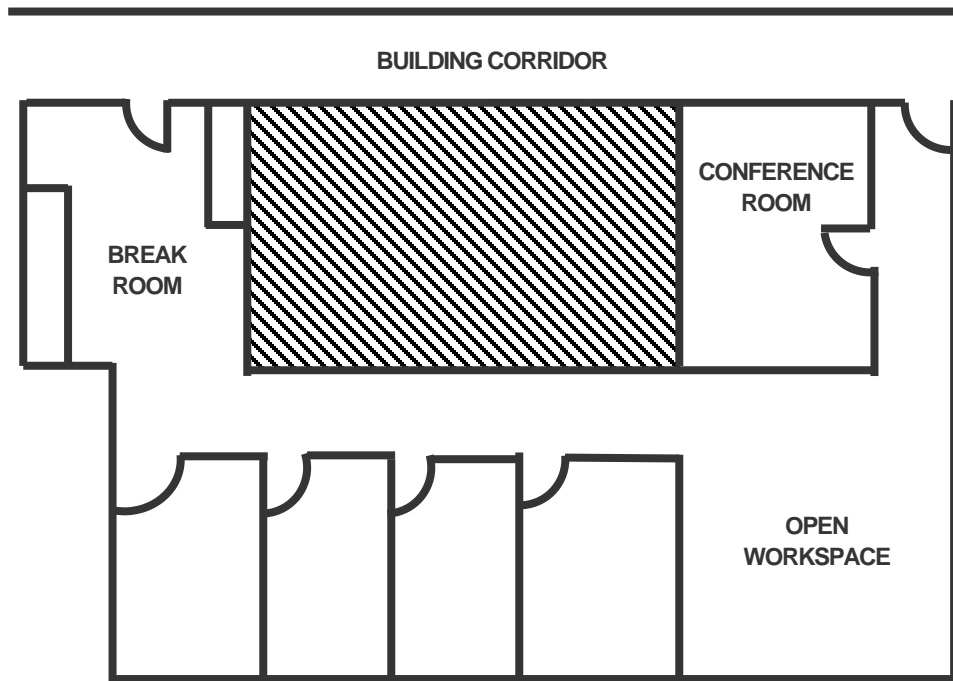 BUILDING CORRIDOR
CONFERENCE
ROOM
BREAK
ROOM
OPEN
WORKSPACE